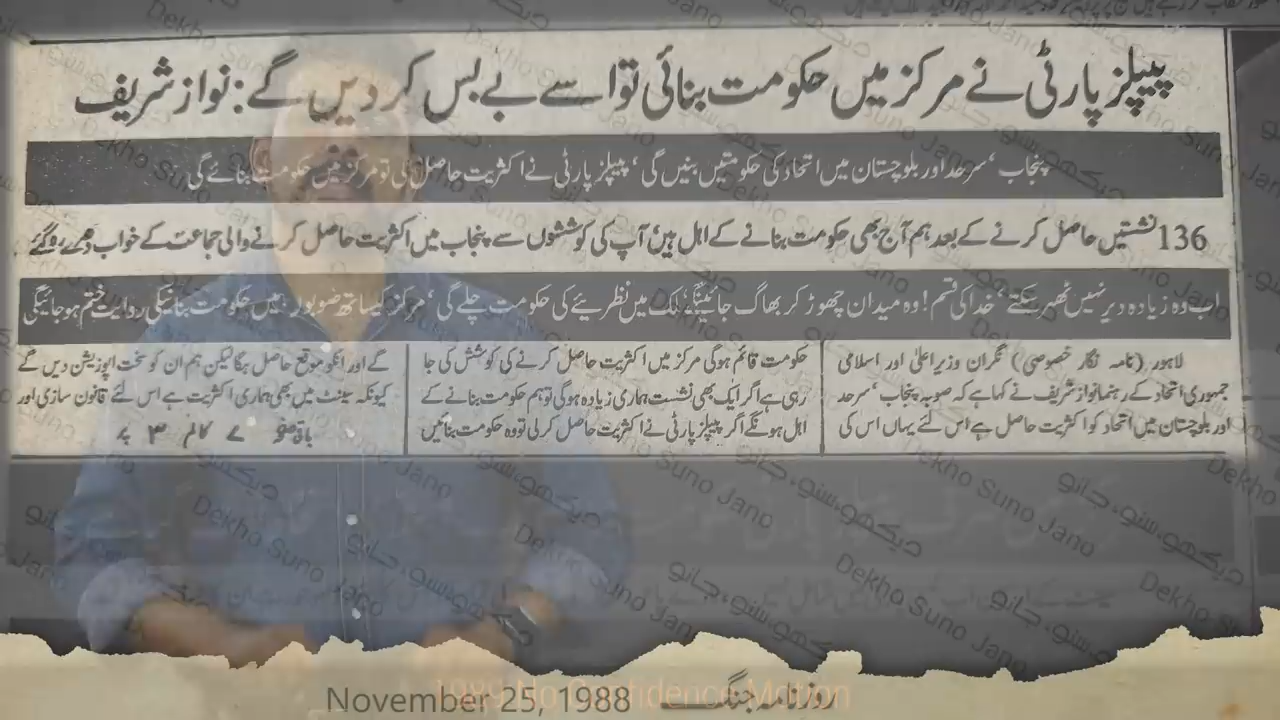 پیپلز پارٹی نے مرکز میں حکومت بنائی تو اسے بے بس کر دیں گے: نواز شریف
پنجاب، سرحد اور بلوچستان میں اتحاد کی حکومتیں بنیں گی، پیپلز پارٹی نے اکثریت حاصل کی تو مرکز میں حکومت بنائے گی
136 نشستیں حاصل کرنے کے بعد ہم آج بھی حکومت بنانے کے اہل ہیں، آپ کی کوششوں سے پنجاب میں اکثریت حاصل کرنے والی جماعت کے خواب دھرے رہ گئے
اب وہ زیادہ دیر نہیں ٹھہر سکتے، خدا کی قسم! وہ میدان چھوڑ کر بھاگ جائینگے، ملک میں نظریئے کی حکومت چلے گی، مرکز کیساتھ صوبوں میں حکومت بنانیکی روایت ختم ہو جائیگی
لاہور (نامہ نگار خصوصی) نگران وزیر اعلیٰ اور اسلامی
جمہوری اتحاد کے رہنما نواز شریف نے کہا ہے کہ صوبہ پنجاب، سرحد
اور بلوچستان میں اتحاد کو اکثریت حاصل ہے اس لئے یہاں اس کی
حکومت قائم ہوگی مرکز میں اکثریت حاصل کرنے کی کوشش کی جا
رہی ہے اگر ایک بھی نشست ہماری زیادہ ہوگی تو ہم حکومت بنانے کے
اہل ہونگے اگر پیپلز پارٹی نے اکثریت حاصل کر لی تو وہ حکومت بنائیں
گے اور انکو موقع حاصل ہوگا لیکن ہم ان کو سخت اپوزیشن دیں گے
کیونکہ سینٹ میں بھی ہماری اکثریت ہے اس لئے قانون سازی اور
باقی صفحہ ۷ کالم ۳ پر
دیکھو، سنو، جانو
Dekho Suno Jano
November 25, 1988 روزنامہ جنگ
1989 No Confidence Motion